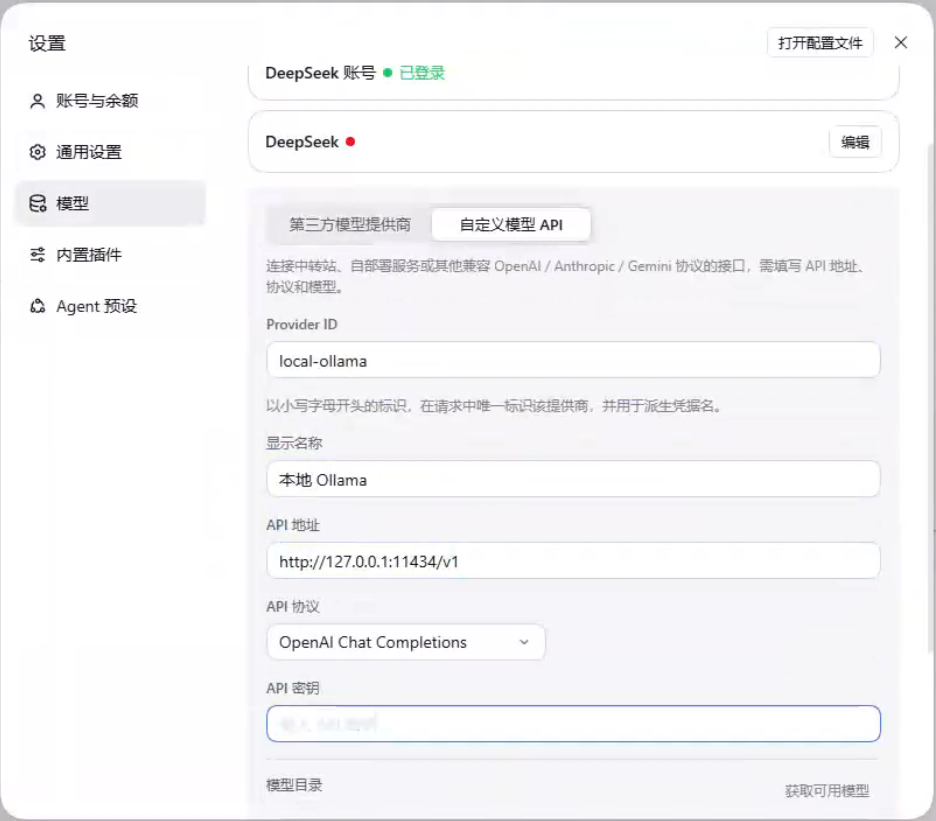 设置
打开配置文件
DeepSeek 账号 已登录
账号与余额
DeepSeek
编辑
通用设置
模型
第三方模型提供商
自定义模型 API
内置插件
连接中转站、自部署服务或其他兼容 OpenAI / Anthropic / Gemini 协议的接口，需填写 API 地址、
协议和模型。
Agent 预设
Provider ID
local-ollama
以小写字母开头的标识，在请求中唯一标识该提供商，并用于派生凭据名。
显示名称
本地 Ollama
API 地址
http://127.0.0.1:11434/v1
API 协议
OpenAI Chat Completions
API 密钥
模型目录
获取可用模型